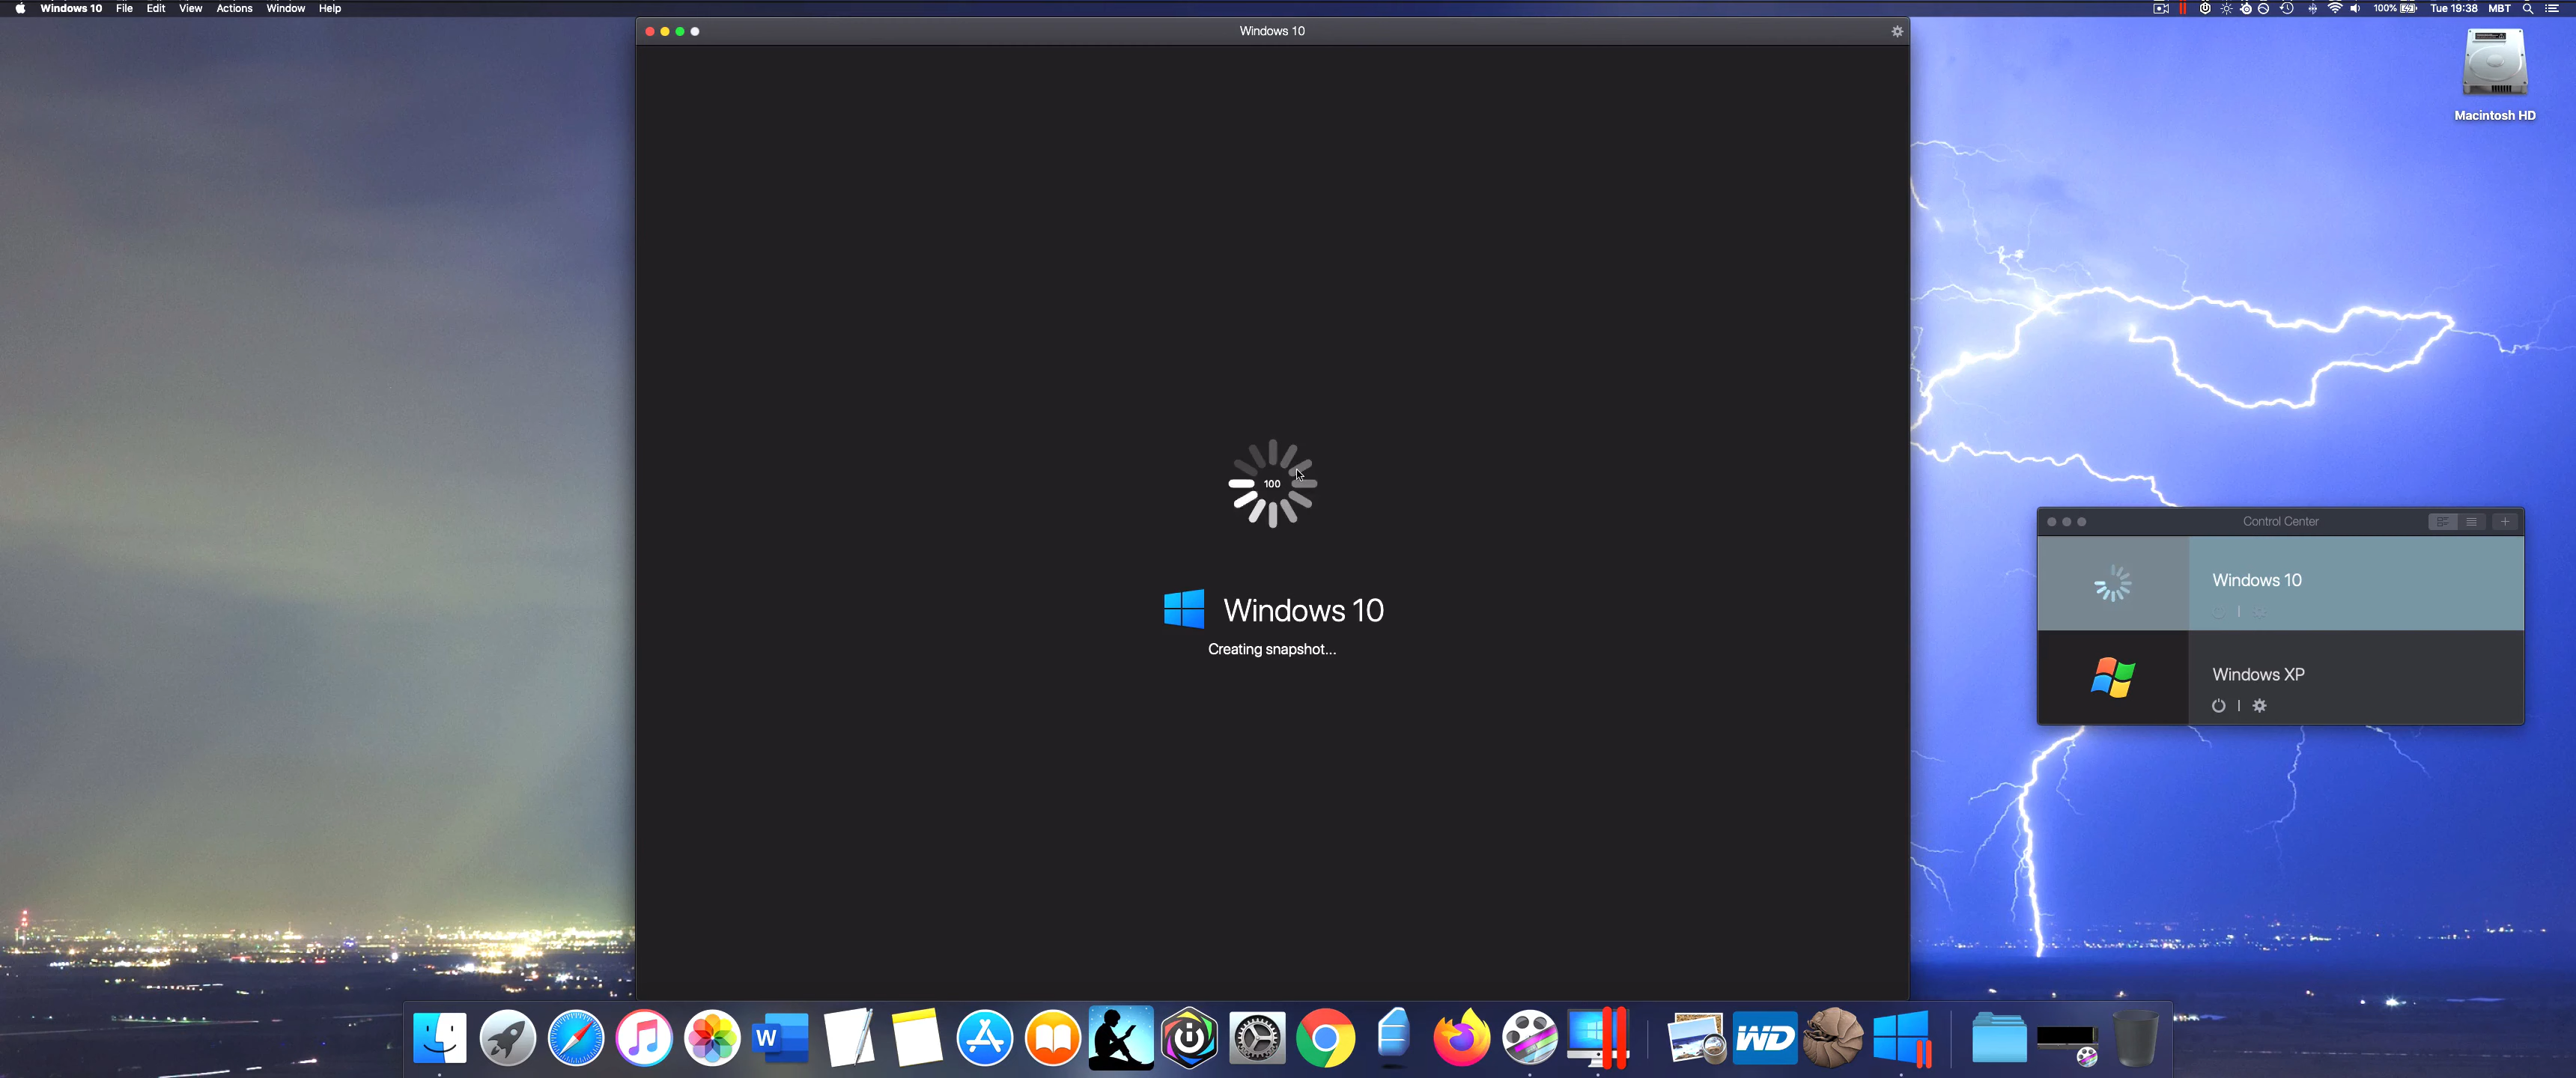 Windows 10 File Edit View Actions Window Help
100% Tue 19:38 MBT
Windows 10
Macintosh HD
100
Windows 10
Creating snapshot...
Control Center
Windows 10
Windows XP
W
WD